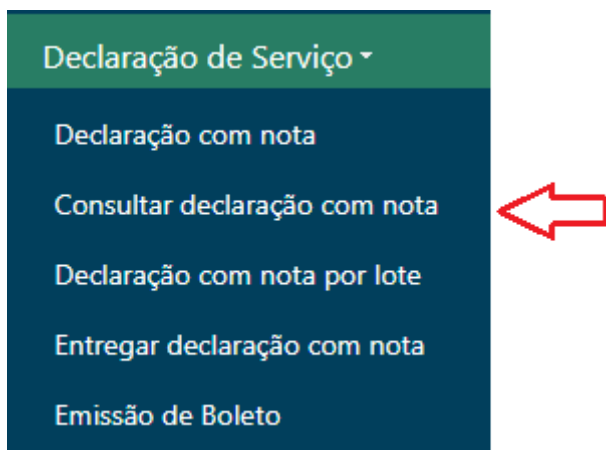 Declaração de Serviço
Declaração com nota
Consultar declaração com nota
Declaração com nota por lote
Entregar declaração com nota
Emissão de Boleto